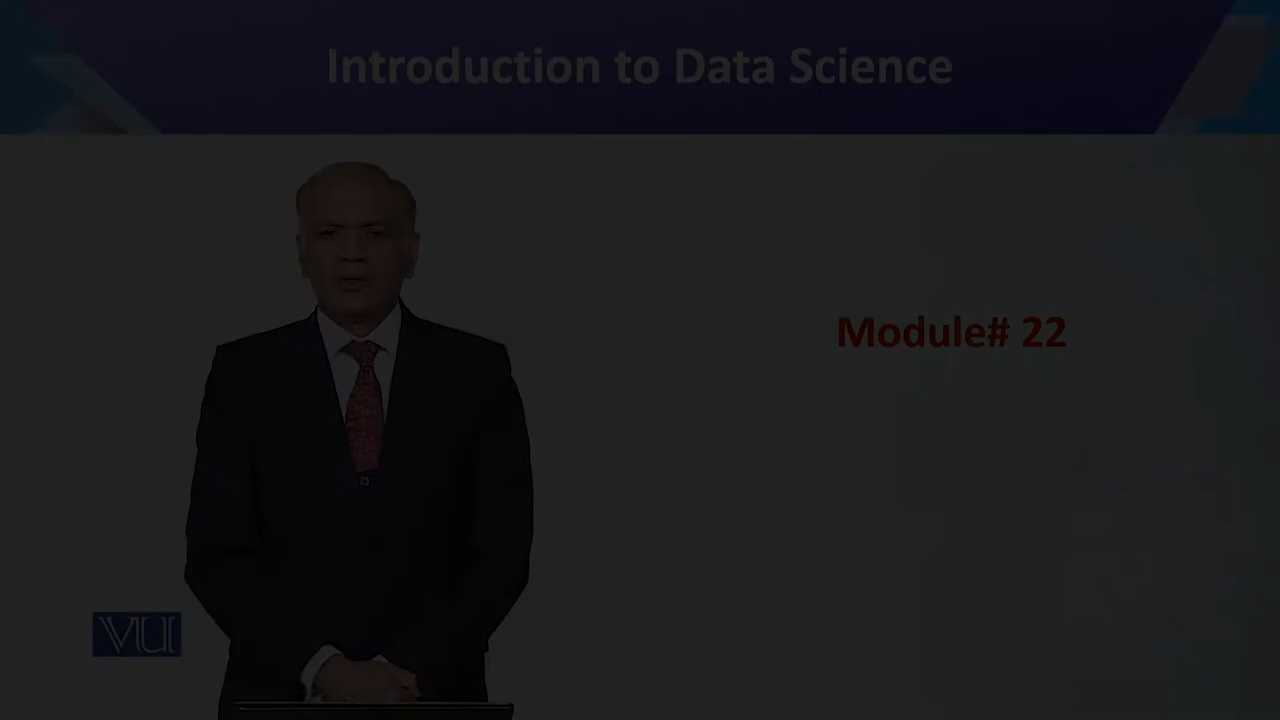 Introduction to Data Science
Module# 22
VU